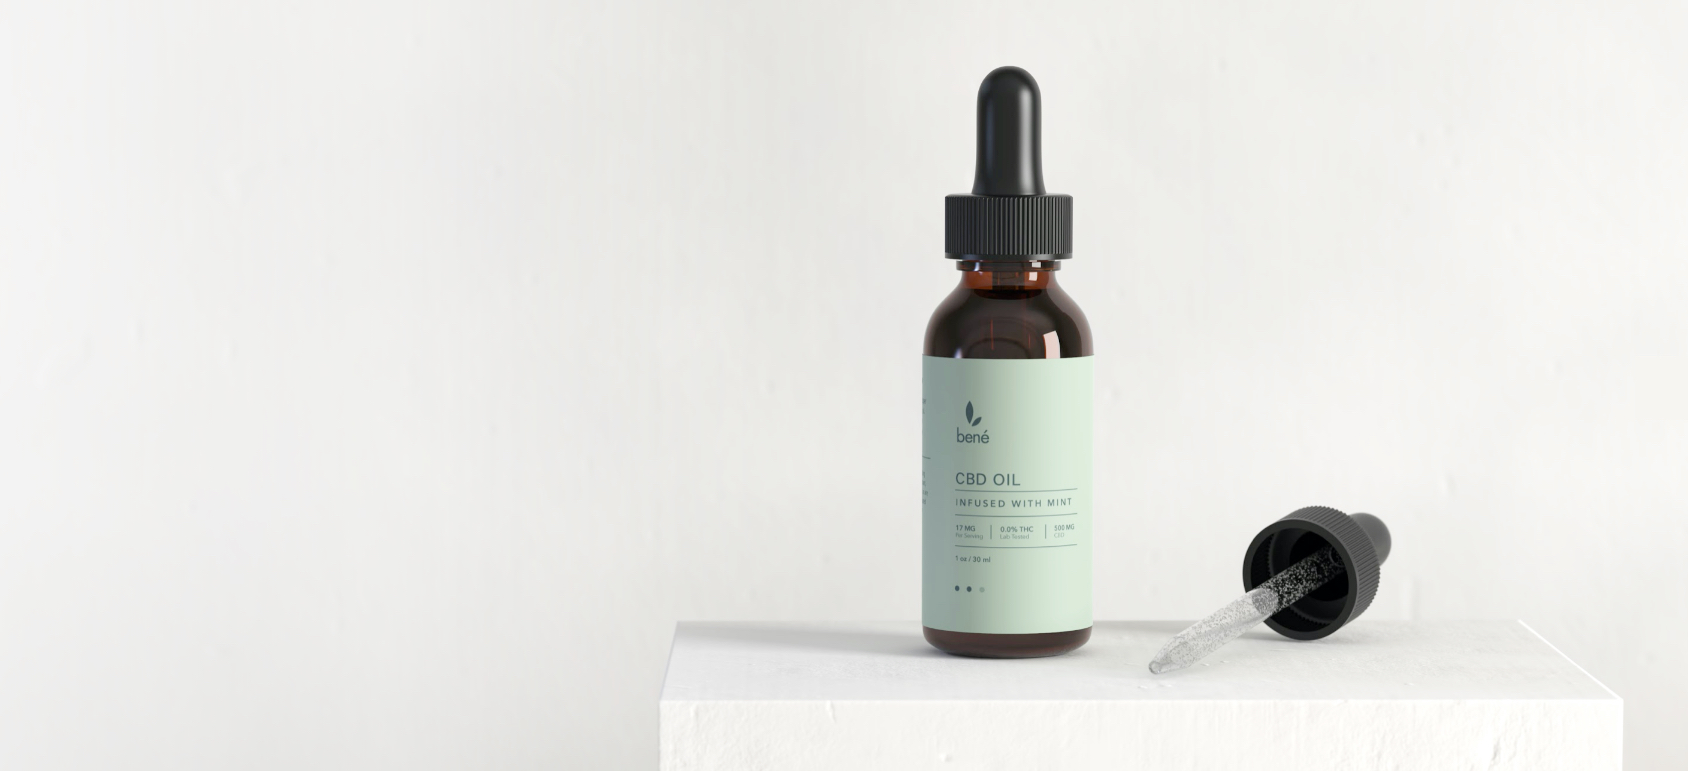 bené
CBD OIL
INFUSED WITH MINT
17 MG
Per Serving
0.0% THC
Lab Tested
500 MG
CBD
1 oz / 30 ml